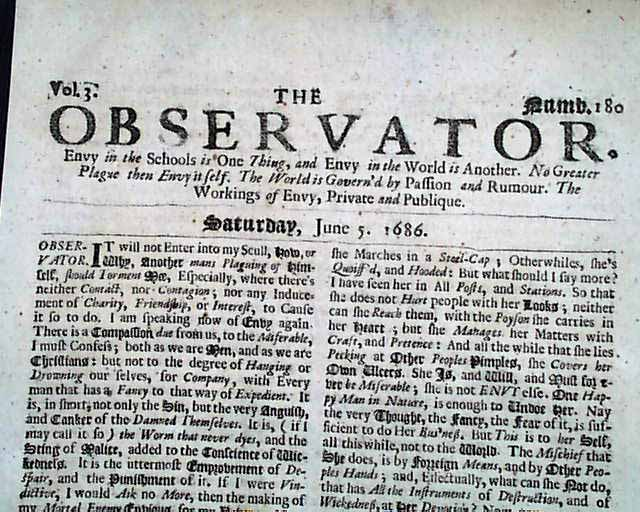 Vol. 3.
THE
Numb. 180
OBSERVATOR.
Envy in the Schools is One Thing, and Envy in the World is Another. No Greater
Plague then Envy it self. The World is Govern'd by Passion and Rumour. The
Workings of Envy, Private and Publique.
Saturday, June 5. 1686.
OBSER- IT will not Enter into my Scull, How, or
VATOR. Why, Another mans Plaguing of Him-
self, should Torment Me, Especially, where there's
neither Contact, nor Contagion; nor any Induce-
ment of Charity, Friendship, or Interest, to Cause
it so to do. I am speaking now of Envy again.
There is a Compassion due from us, to the Miserable,
I must Confess; both as we are Men, and as we are
Christians: but not to the degree of Hanging or
Drowning our selves, for Company, with Every
man that has a Fancy to that way of Expedient. It
is, in short, not only the Sin, but the very Anguish,
and Canker of the Damned Themselves. It is, (if I
may call it so) the Worm that never dyes, and the
Sting of Malice, added to the Conscience of Wic-
kedness. It is the uttermost Emprovement of De-
spair, and the Punishment of it. If I were Vin-
dictive, I would Ask no More, then the making of
my Mortal Enemy Envious, for my
she Marches in a Steel-Cap; Otherwhiles, she's
Quoiff'd, and Hooded: But what should I say more?
I have seen her in All Posts, and Stations. So that
she does not Hurt people with her Looks; neither
can she Reach them, with the Poyson she carries in
her Heart; but she Manages her Matters with
Craft, and Pretence: And all the while that she lies
Pecking at Other Peoples Pimples, she Covers her
Own Ulcers. She Is, and Will, and Must for e-
ver be Miserable; she is not ENVY else. One Hap-
py Man in Nature, is enough to Undoe Her. Nay
the very Thought, the Fancy, the Fear of it, is suf-
ficient to do Her Bus'ness. But This is to her Self,
all this while, not to the World. The Mischief that
She does, is by Forreign Means, and by Other Peo-
ples Hands; and, Effectually, what can she Not do,
that has All the Instruments of Destruction, and of
Wickedness, at her Devotion?